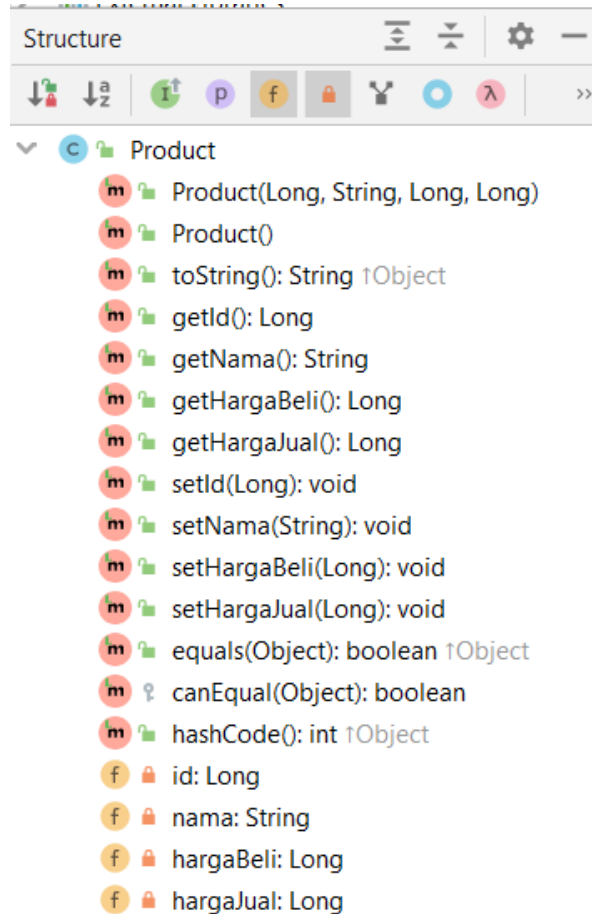 Structure
Product
Product(Long, String, Long, Long)
Product()
toString(): String ↑Object
getId(): Long
getNama(): String
getHargaBeli(): Long
getHargaJual(): Long
setId(Long): void
setNama(String): void
setHargaBeli(Long): void
setHargaJual(Long): void
equals(Object): boolean ↑Object
canEqual(Object): boolean
hashCode(): int ↑Object
id: Long
nama: String
hargaBeli: Long
hargaJual: Long